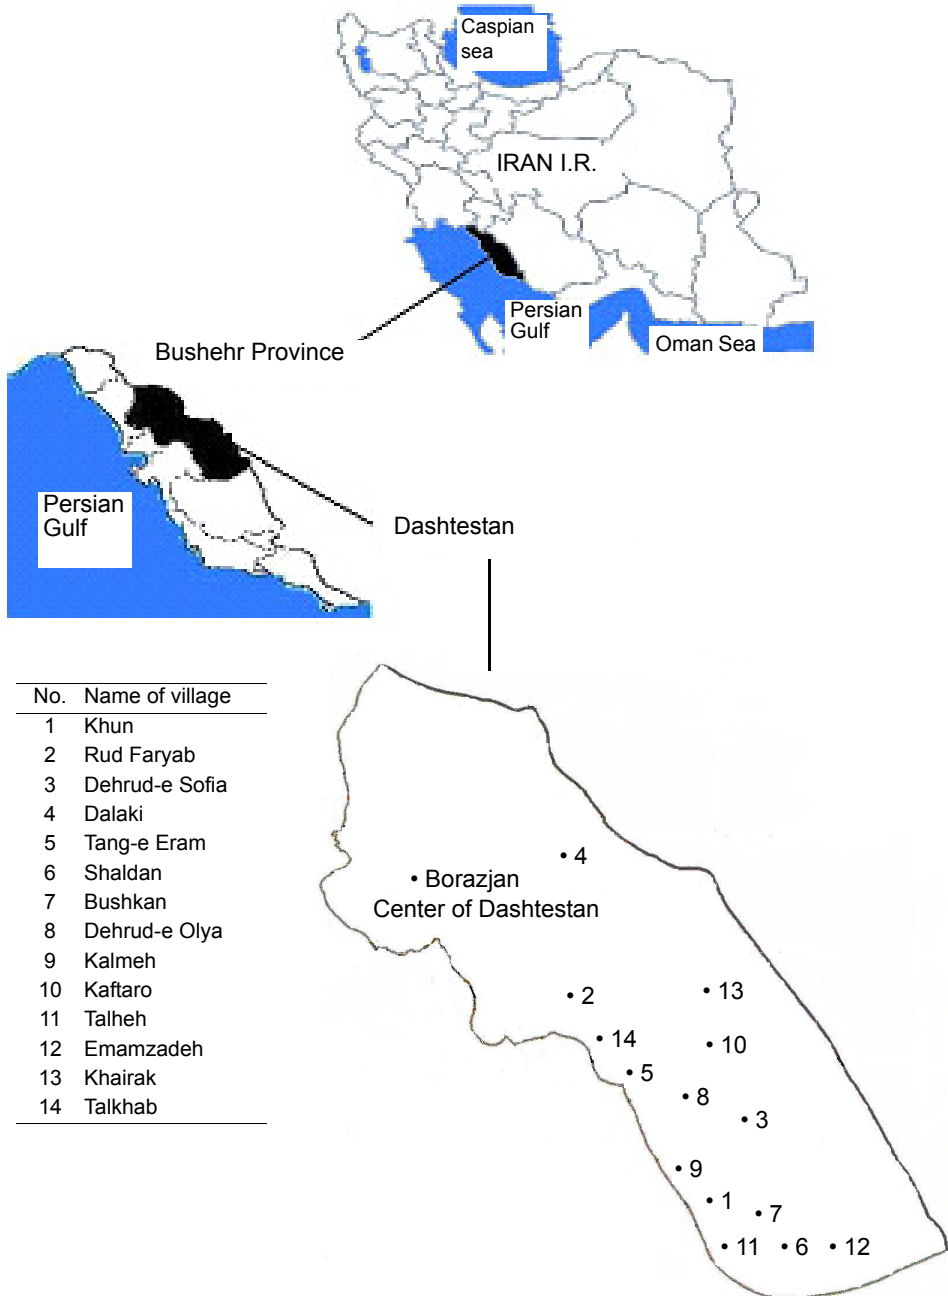 Caspian
sea
IRAN I.R.
Persian
Gulf
Oman Sea
Bushehr Province
Persian
Gulf
Dashtestan
No. Name of village
1 Khun
2 Rud Faryab
3 Dehrud-e Sofia
4 Dalaki
5 Tang-e Eram
6 Shaldan
7 Bushkan
8 Dehrud-e Olya
9 Kalmeh
10 Kaftaro
11 Talheh
12 Emamzadeh
13 Khairak
14 Talkhab
4
Borazjan
Center of Dashtestan
2
13
14
10
5
8
3
9
1
7
11
6
12